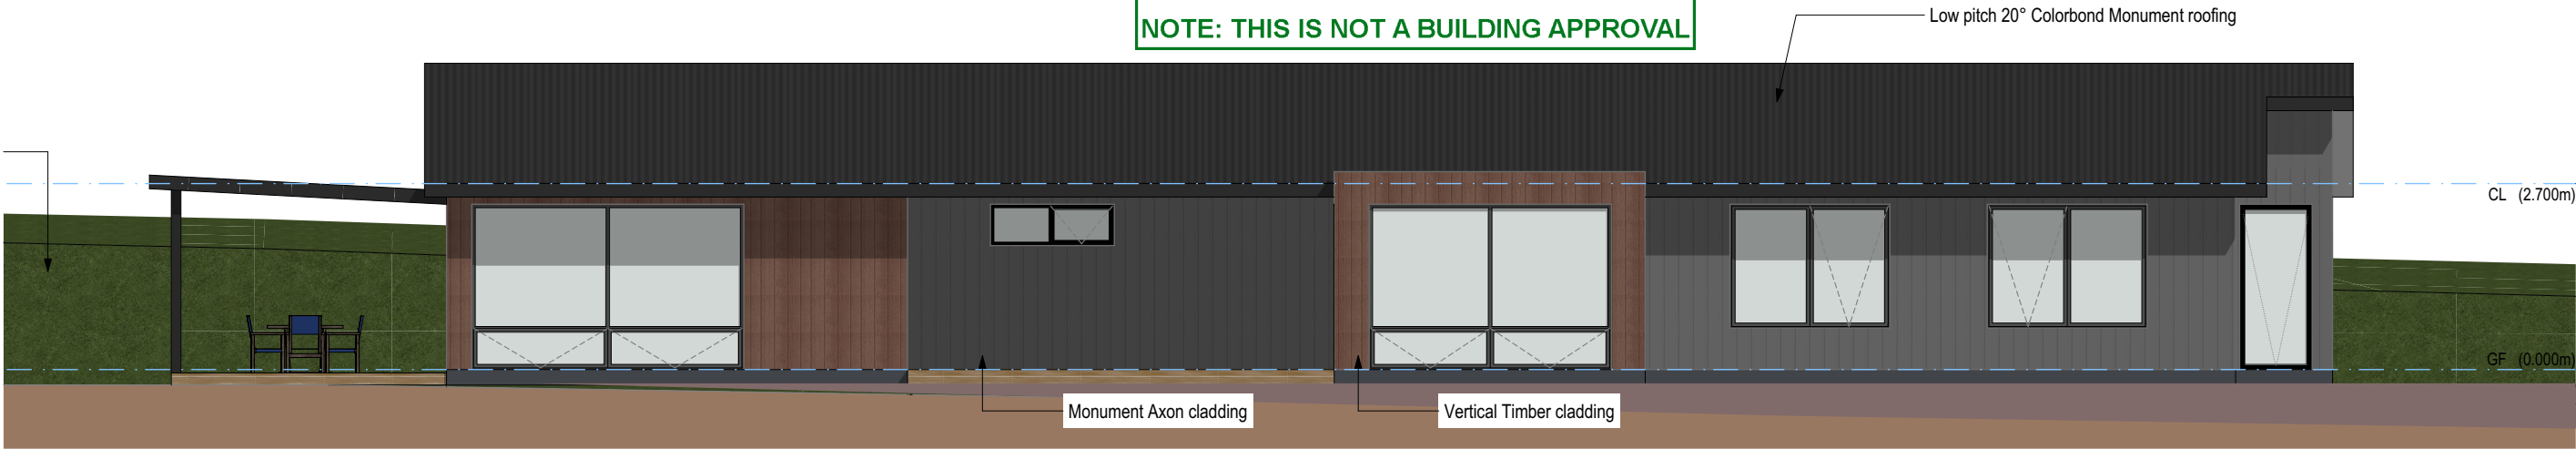 NOTE: THIS IS NOT A BUILDING APPROVAL
Low pitch 20° Colorbond Monument roofing
CL (2.700m)
GF (0.000m)
Monument Axon cladding
Vertical Timber cladding